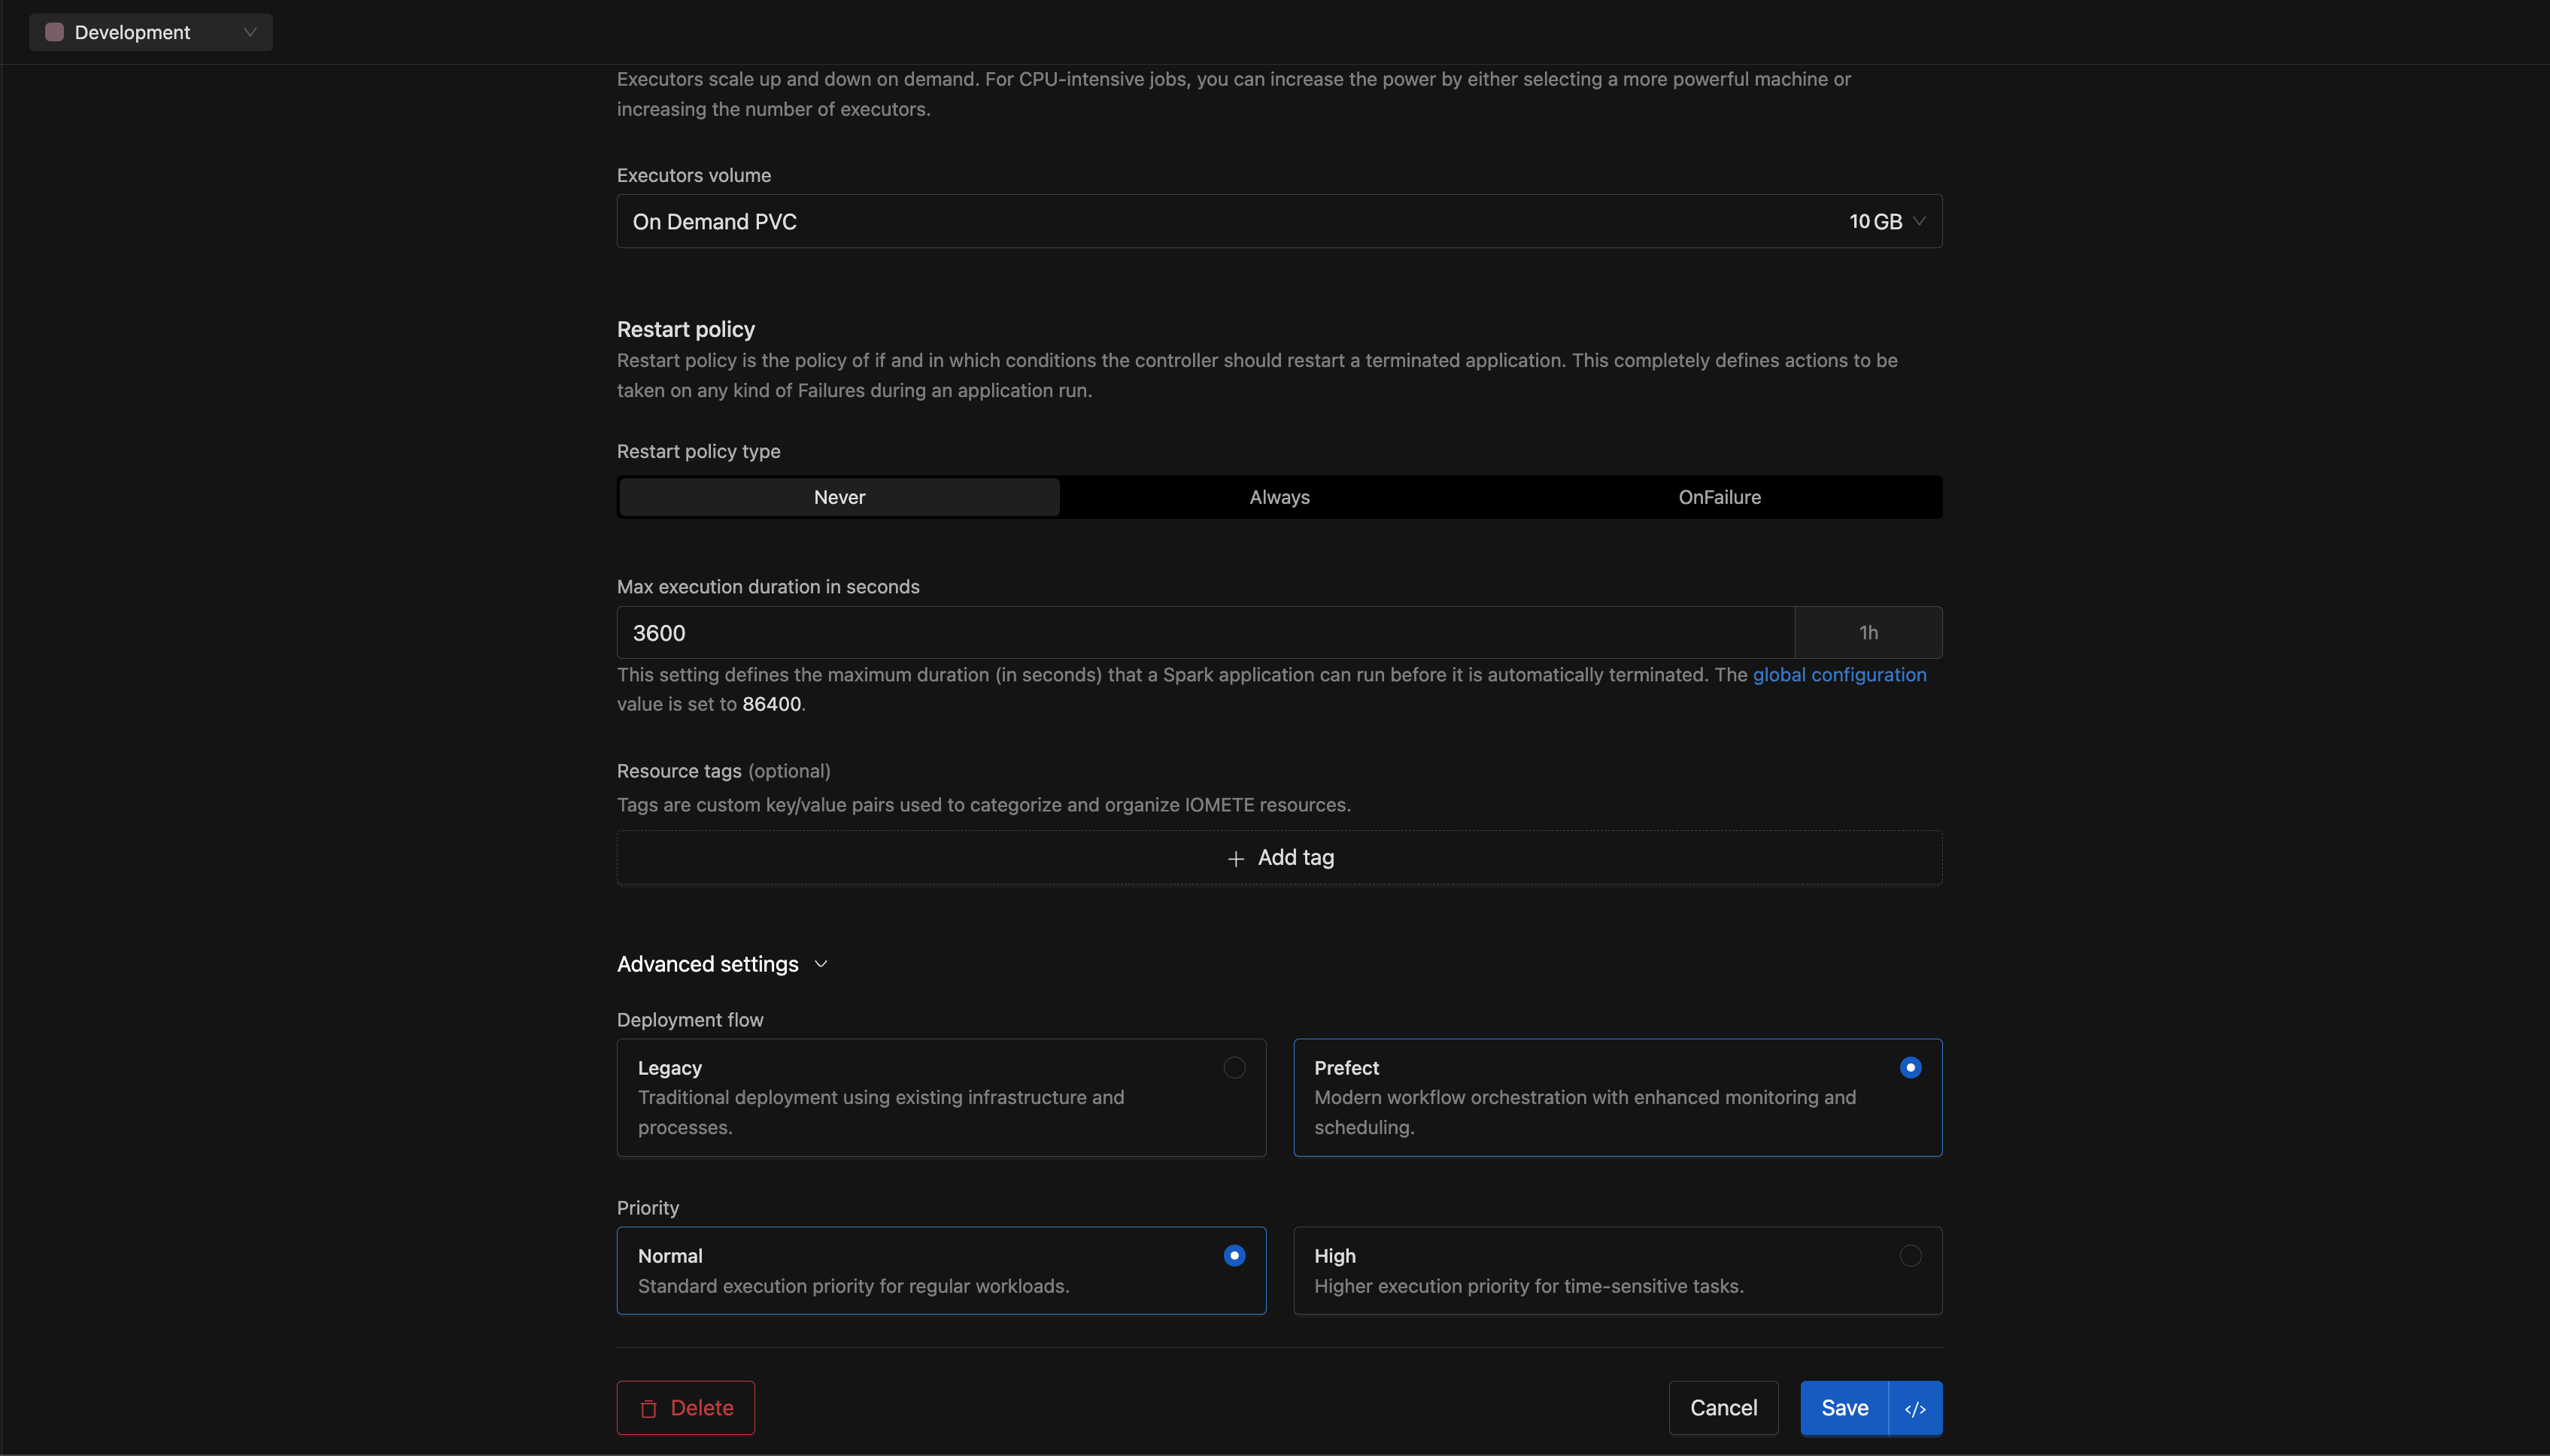 Development
Executors scale up and down on demand. For CPU-intensive jobs, you can increase the power by either selecting a more powerful machine or
increasing the number of executors.
Executors volume
On Demand PVC 10 GB
Restart policy
Restart policy is the policy of if and in which conditions the controller should restart a terminated application. This completely defines actions to be
taken on any kind of Failures during an application run.
Restart policy type
Never Always OnFailure
Max execution duration in seconds
3600 1h
This setting defines the maximum duration (in seconds) that a Spark application can run before it is automatically terminated. The global configuration
value is set to 86400.
Resource tags (optional)
Tags are custom key/value pairs used to categorize and organize IOMETE resources.
+ Add tag
Advanced settings
Deployment flow
Legacy
Traditional deployment using existing infrastructure and
processes.
Prefect
Modern workflow orchestration with enhanced monitoring and
scheduling.
Priority
Normal
Standard execution priority for regular workloads.
High
Higher execution priority for time-sensitive tasks.
Delete Cancel Save </>